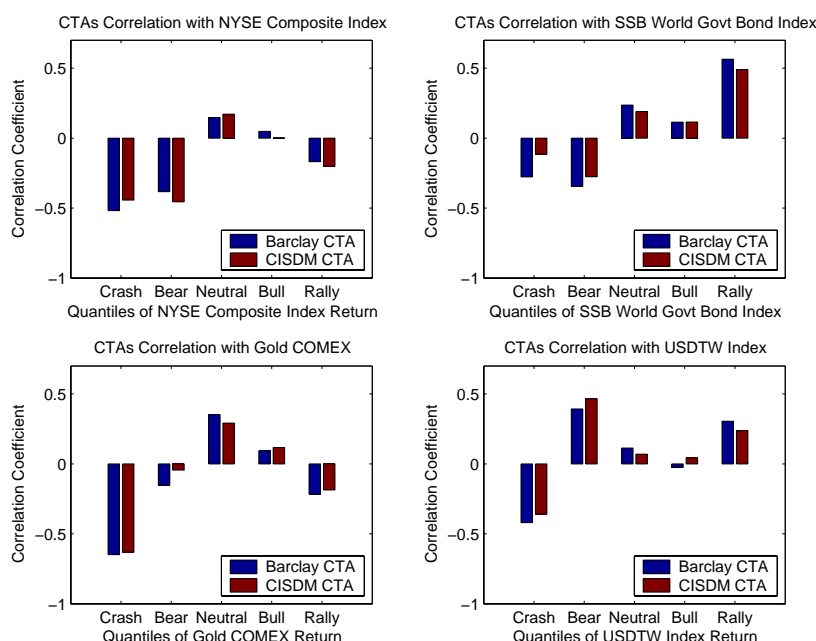 CTAs Correlation with NYSE Composite Index
0.5
0
−0.5
−1
Correlation Coefficient
Barclay CTA
CISDM CTA
Crash Bear Neutral Bull Rally
Quantiles of NYSE Composite Index Return
CTAs Correlation with SSB World Govt Bond Index
0.5
0
−0.5
−1
Correlation Coefficient
Barclay CTA
CISDM CTA
Crash Bear Neutral Bull Rally
Quantiles of SSB World Govt Bond Index
CTAs Correlation with Gold COMEX
0.5
0
−0.5
−1
Correlation Coefficient
Barclay CTA
CISDM CTA
Crash Bear Neutral Bull Rally
Quantiles of Gold COMEX Return
CTAs Correlation with USDTW Index
0.5
0
−0.5
−1
Correlation Coefficient
Barclay CTA
CISDM CTA
Crash Bear Neutral Bull Rally
Quantiles of USDTW Index Return